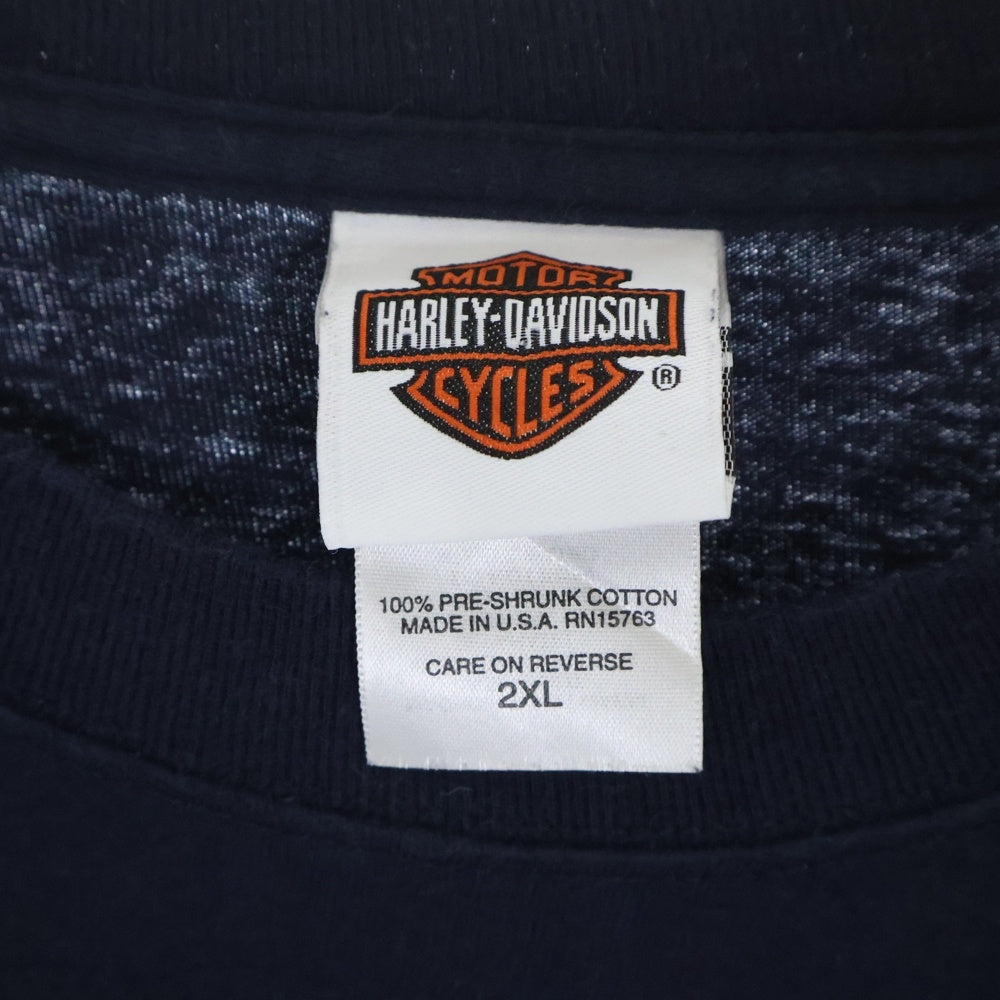 MOTOR
HARLEY-DAVIDSON
CYCLES
®
100% PRE-SHRUNK COTTON
MADE IN U.S.A. RN15763
CARE ON REVERSE
2XL